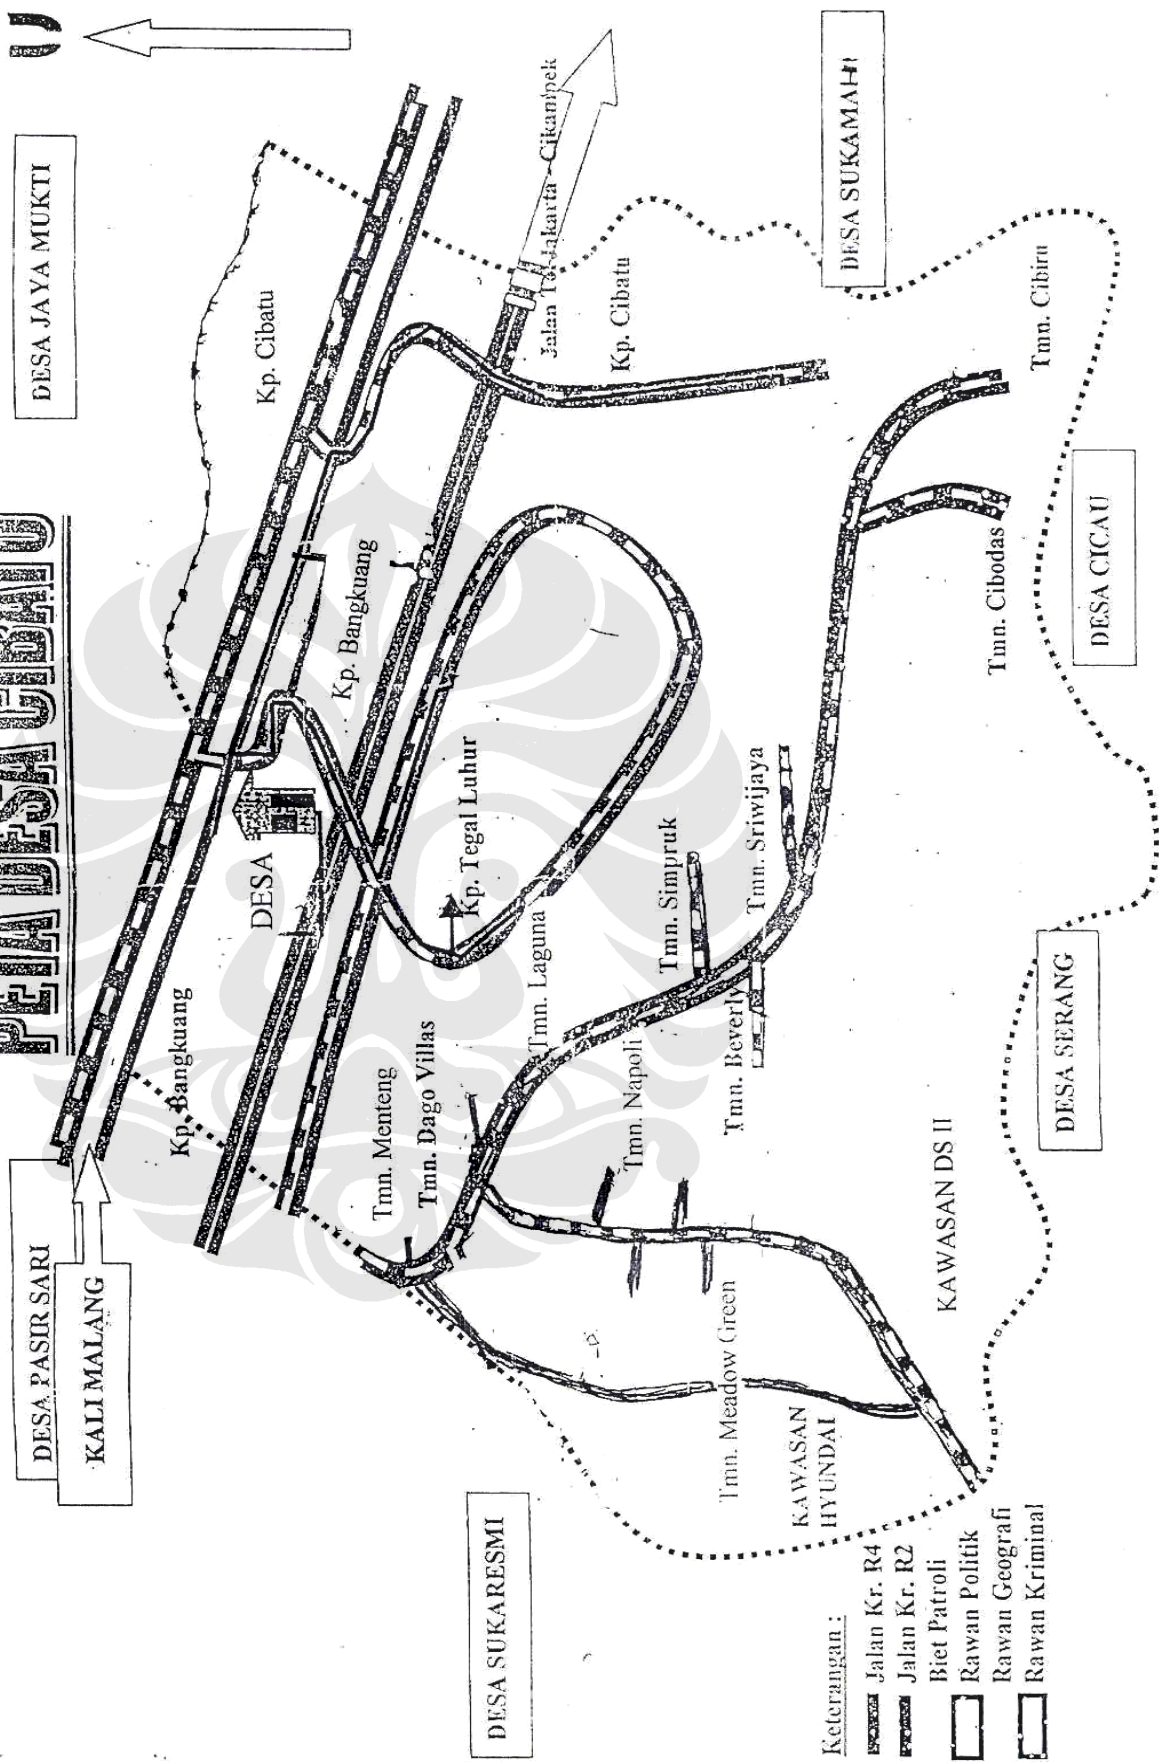 PETA DESA CIBATU
U
DESA JAYA MUKTI
DESA PASIR SARI
KALI MALANG
Kp. Cibatu
Kp. Bangkuang
Kp. Bangkuang
DESA
Jalan Tol Jakarta - Cikampek
Kp. Cibatu
DESA SUKAMAHI
Kp. Tegal Luhur
Tmn. Menteng
Tmn. Dago Villas
Tmn. Laguna
Tmn. Simpruk
Tmn. Sriwijaya
Tmn. Napoli
Tmn. Beverly
Tmn. Cibodas
Tmn. Cibiru
DESA CICAU
DESA SERANG
KAWASAN DS II
Tmn. Meadow Green
KAWASAN
HYUNDAI
DESA SUKARESMI
Keterangan :
Jalan Kr. R4
Jalan Kr. R2
Biet Patroli
Rawan Politik
Rawan Geografi
Rawan Kriminal